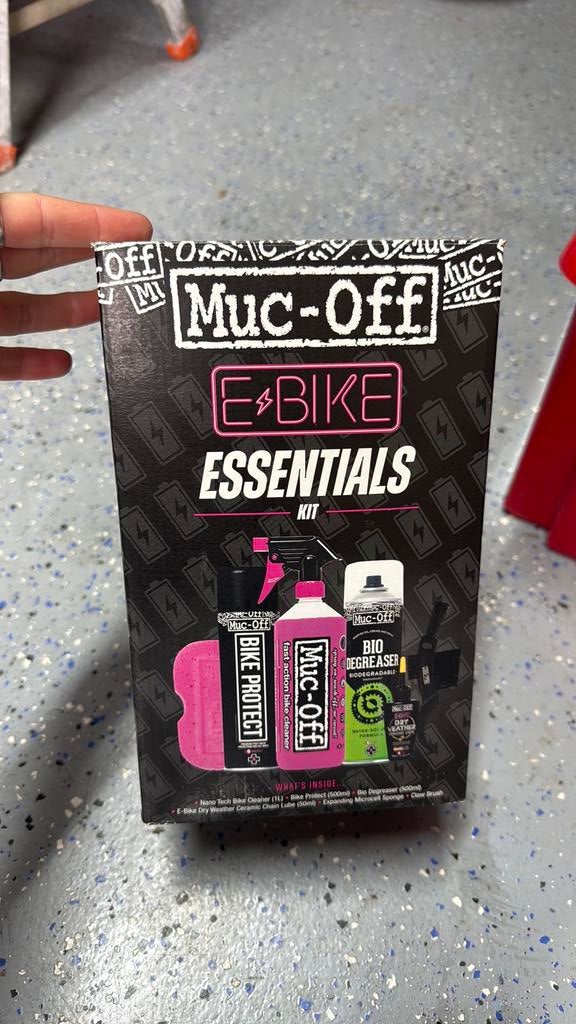 Off
Muc-
Muc-Off®
E-BIKE
ESSENTIALS
KIT
Muc-Off
BIKE PROTECT
Muc-Off
fast action bike cleaner
Muc-Off
BIO
DEGREASER
BIODEGRADABLE
Muc-Off
DRY
WEATHER
WHAT'S INSIDE...
• Nano Tech Bike Cleaner (1L) • Bike Protect (500ml) • Bio Degreaser (500ml)
• E-Bike Dry Weather Ceramic Chain Lube (50ml) • Expanding Microcell Sponge • Claw Brush